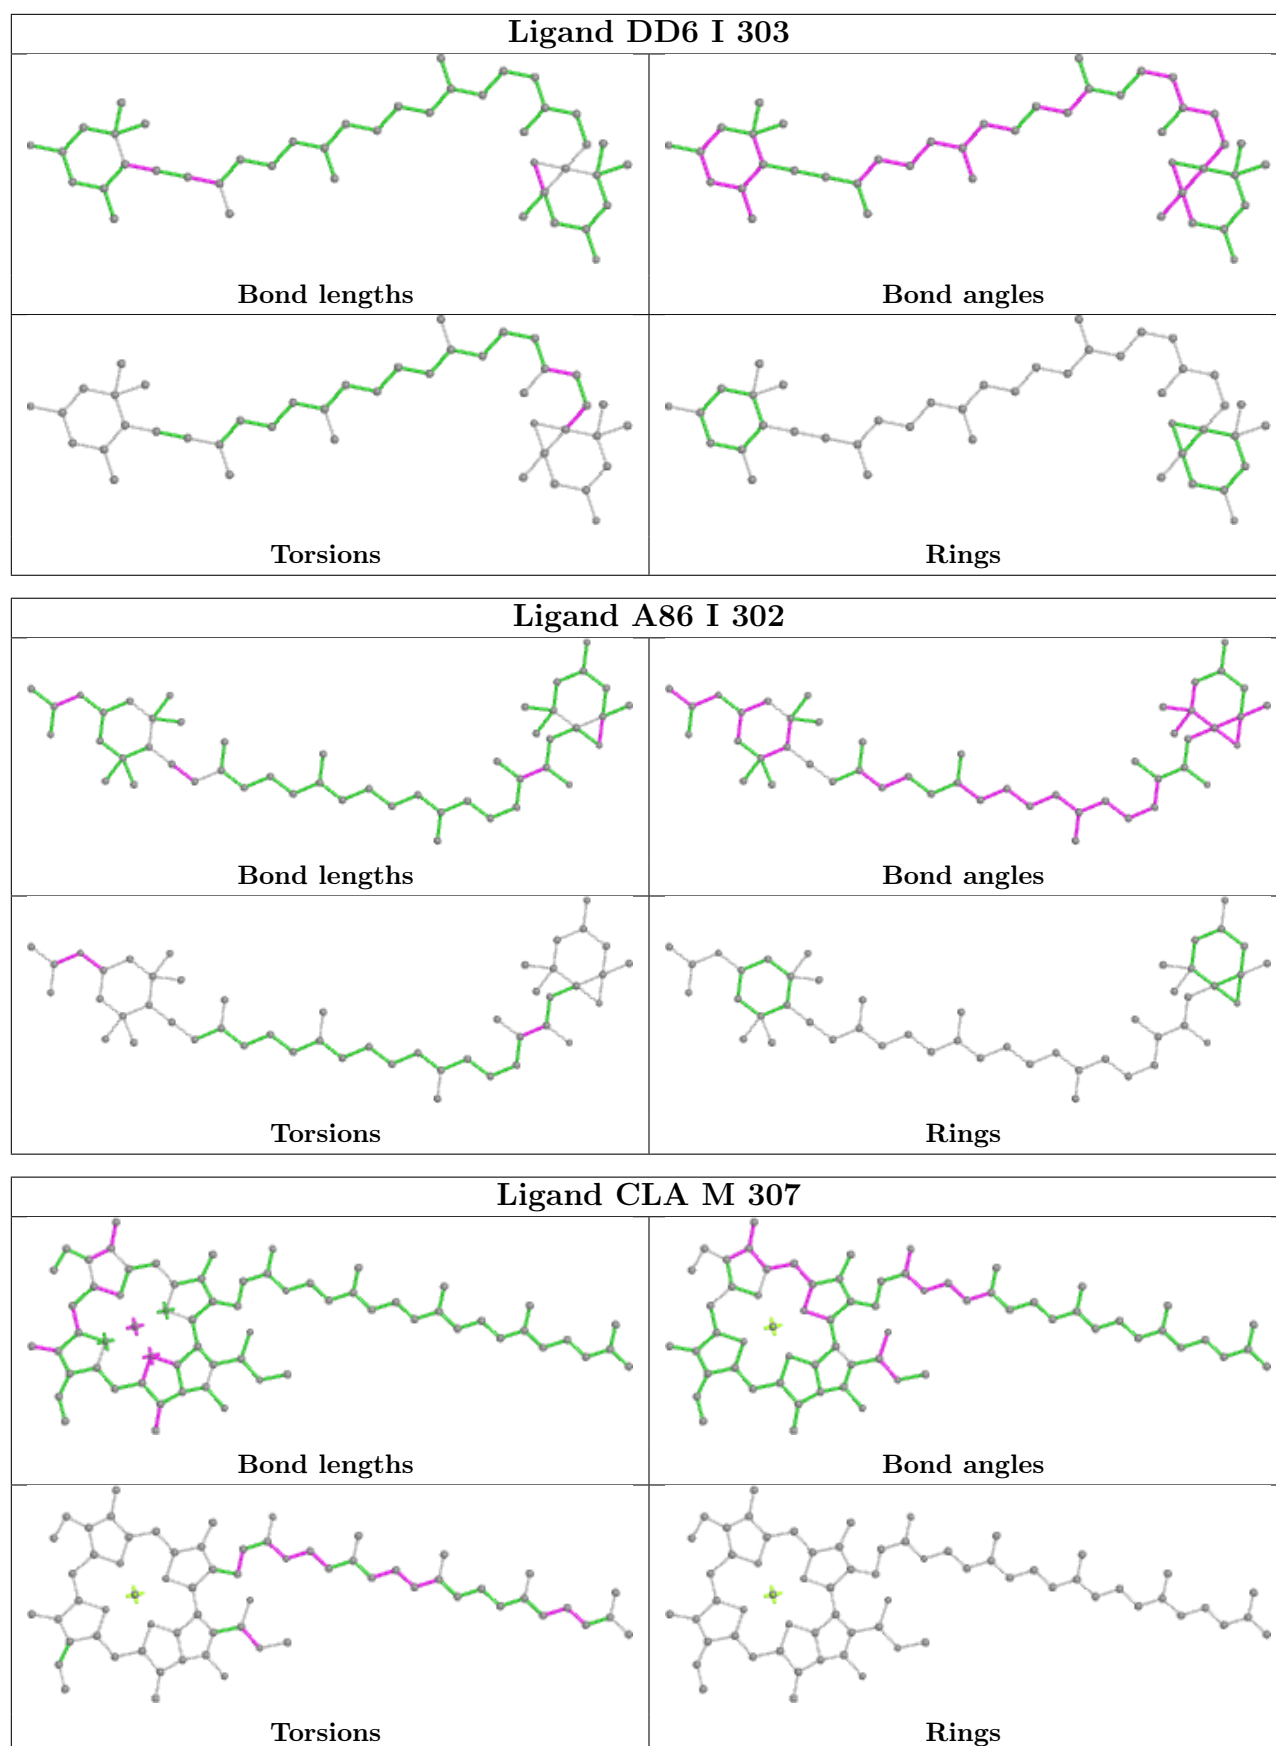 Ligand DD6 I 303
Bond lengths
Bond angles
Torsions
Rings
Ligand A86 I 302
Bond lengths
Bond angles
Torsions
Rings
Ligand CLA M 307
Bond lengths
Bond angles
Torsions
Rings